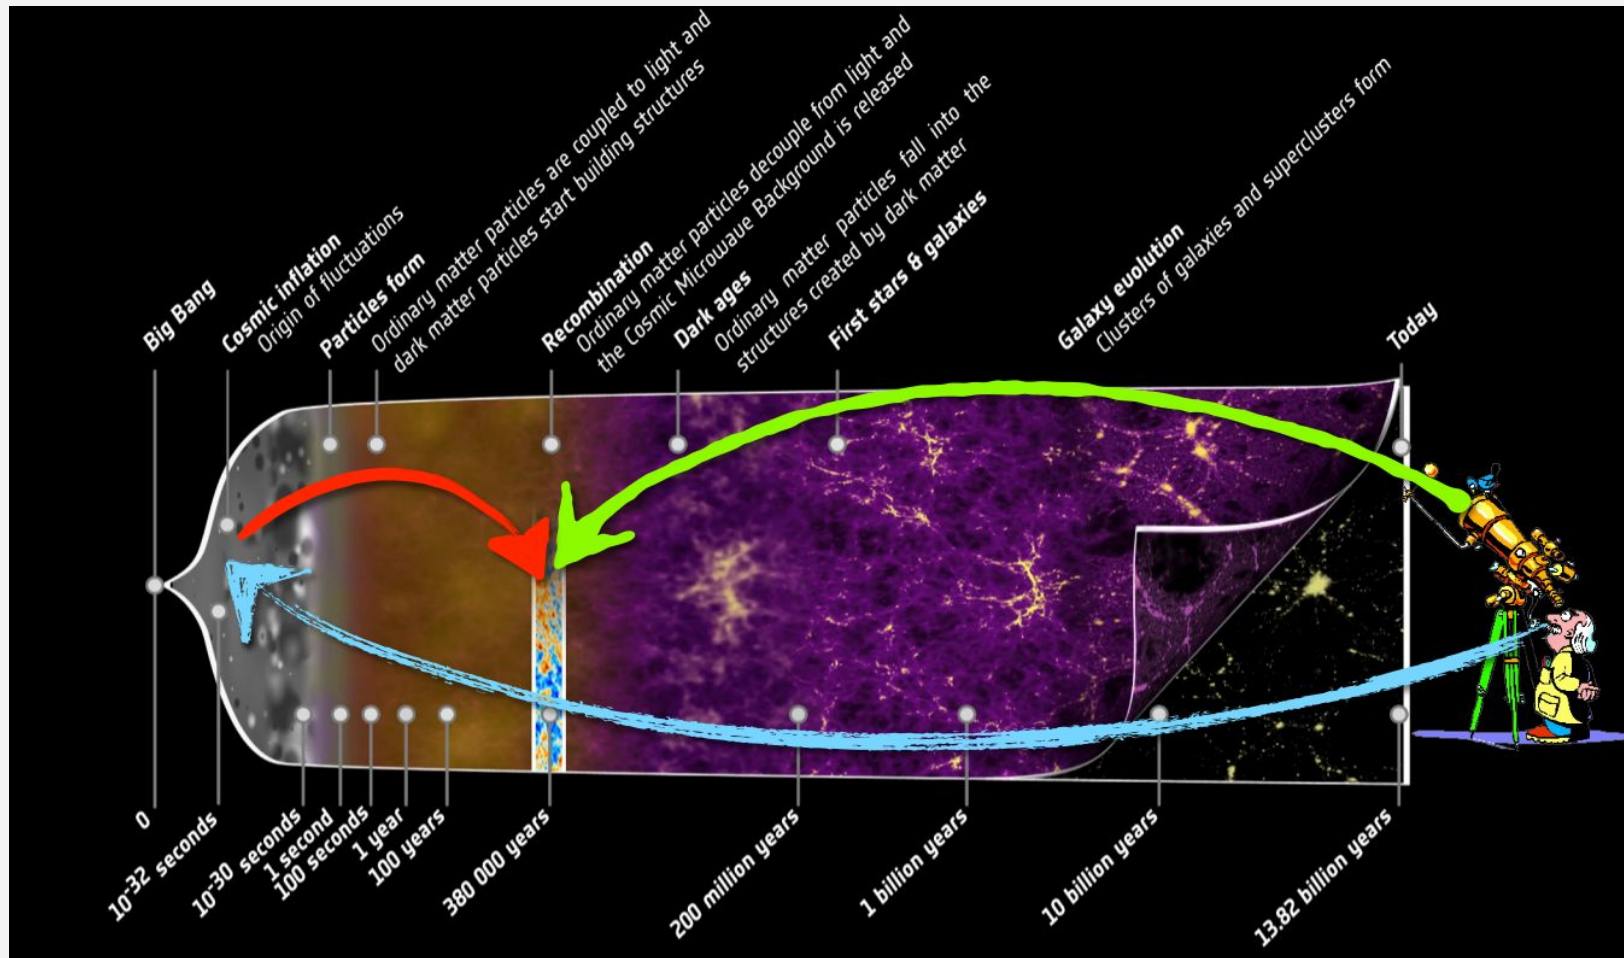 Big Bang
Cosmic inflation
Origin of fluctuations
Particles form
Ordinary matter particles are coupled to light and
dark matter particles start building structures
Recombination
Ordinary matter particles decouple from light and
the Cosmic Microwave Background is released
Dark ages
Ordinary matter particles fall into the
structures created by dark matter
First stars & galaxies
Galaxy evolution
Clusters of galaxies and superclusters form
Today
0
10⁻³² seconds
10⁻³⁰ seconds
1 second
100 seconds
1 year
100 years
380 000 years
200 million years
1 billion years
10 billion years
13.82 billion years